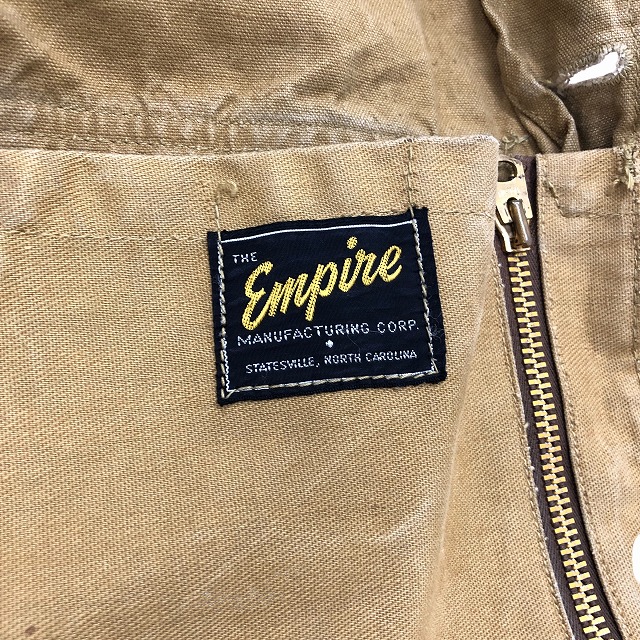 THE
Empire
MANUFACTURING CORP.
STATESVILLE, NORTH CAROLINA